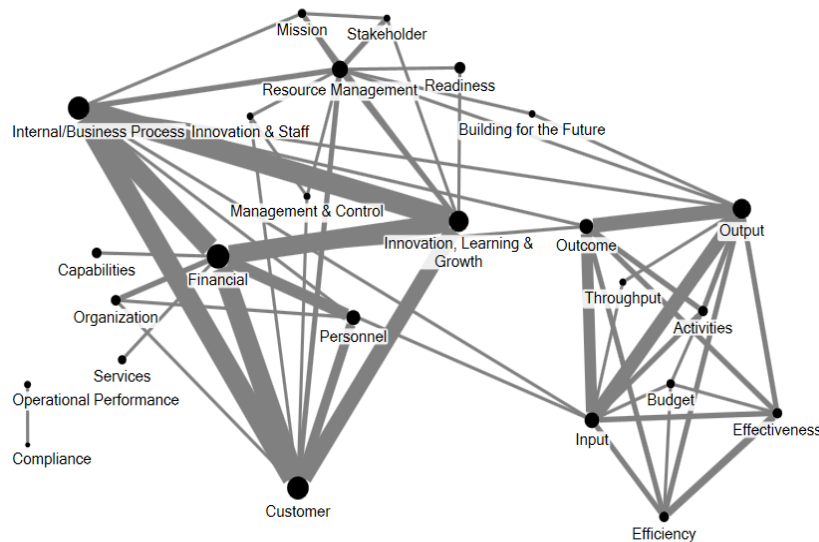 Mission
Stakeholder
Resource Management
Readiness
Internal/Business Process
Innovation & Staff
Building for the Future
Management & Control
Innovation, Learning &
Growth
Outcome
Output
Capabilities
Financial
Throughput
Organization
Personnel
Activities
Services
Operational Performance
Budget
Input
Effectiveness
Compliance
Customer
Efficiency